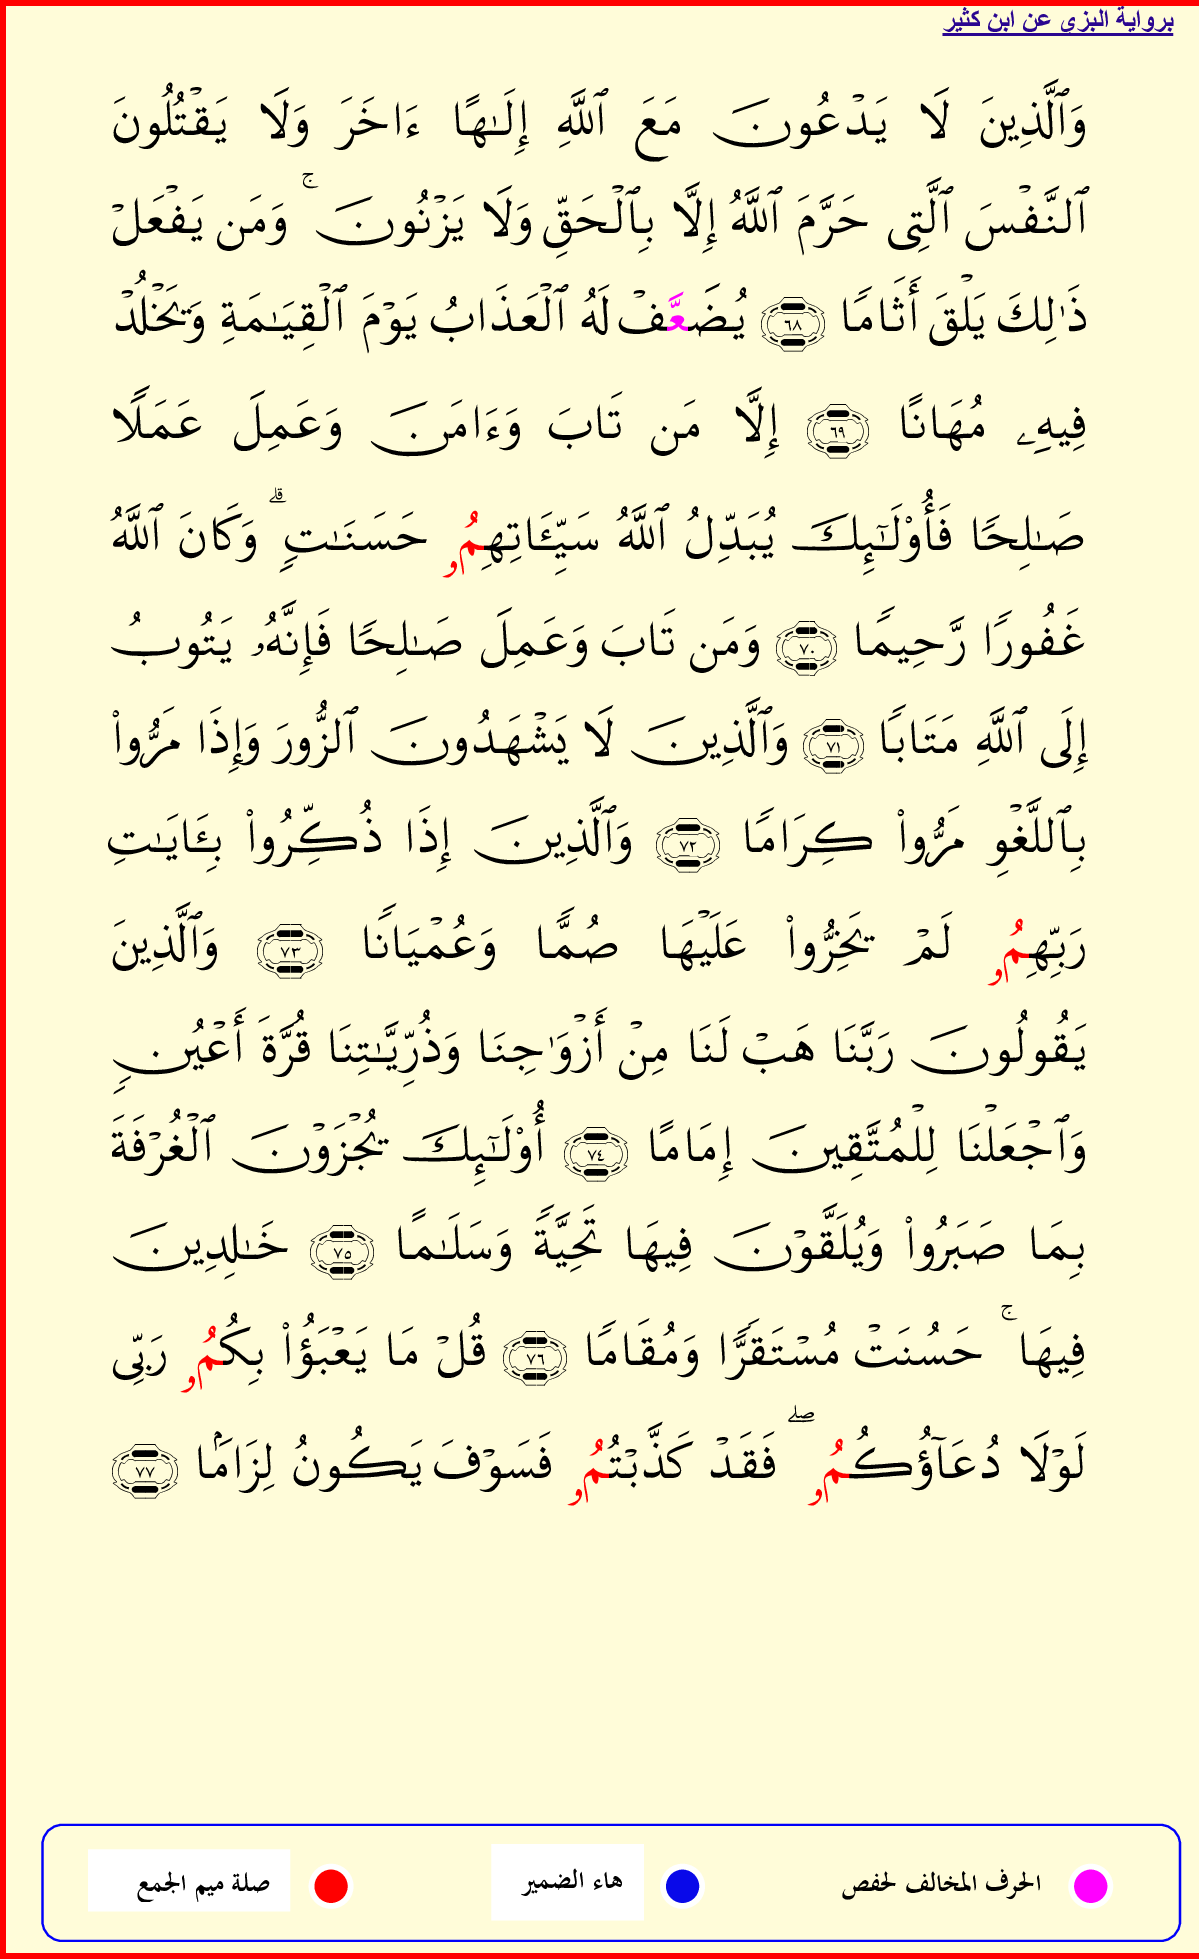 برواية البزي عن ابن كثير
وَٱلَّذِينَ لَا يَدۡعُونَ مَعَ ٱللَّهِ إِلَـٰهًا ءَاخَرَ وَلَا يَقۡتُلُونَ
ٱلنَّفۡسَ ٱلَّتِى حَرَّمَ ٱللَّهُ إِلَّا بِٱلۡحَقِّ وَلَا يَزۡنُونَۚ وَمَن يَفۡعَلۡ
ذَٰلِكَ يَلۡقَ أَثَامًا ٦٨ يُضَعَّفۡ لَهُ ٱلۡعَذَابُ يَوۡمَ ٱلۡقِيَـٰمَةِ وَيَخۡلُدۡ
فِيهِۦ مُهَانًا ٦٩ إِلَّا مَن تَابَ وَءَامَنَ وَعَمِلَ عَمَلًا
صَـٰلِحًا فَأُوْلَـٰٓئِكَ يُبَدِّلُ ٱللَّهُ سَيِّـَٔاتِهِمُۥ حَسَنَـٰتٍۗ وَكَانَ ٱللَّهُ
غَفُورًا رَّحِيمًا ٧٠ وَمَن تَابَ وَعَمِلَ صَـٰلِحًا فَإِنَّهُۥ يَتُوبُ
إِلَى ٱللَّهِ مَتَابًا ٧١ وَٱلَّذِينَ لَا يَشۡهَدُونَ ٱلزُّورَ وَإِذَا مَرُّواْ
بِٱللَّغۡوِ مَرُّواْ كِرَامًا ٧٢ وَٱلَّذِينَ إِذَا ذُكِّرُواْ بِـَٔايَـٰتِ
رَبِّهِمُۥ لَمۡ يَخِرُّواْ عَلَيۡهَا صُمًّا وَعُمۡيَانًا ٧٣ وَٱلَّذِينَ
يَقُولُونَ رَبَّنَا هَبۡ لَنَا مِنۡ أَزۡوَٰجِنَا وَذُرِّيَّـٰتِنَا قُرَّةَ أَعۡيُنٍ
وَٱجۡعَلۡنَا لِلۡمُتَّقِينَ إِمَامًا ٧٤ أُوْلَـٰٓئِكَ يُجۡزَوۡنَ ٱلۡغُرۡفَةَ
بِمَا صَبَرُواْ وَيُلَقَّوۡنَ فِيهَا تَحِيَّةً وَسَلَـٰمًا ٧٥ خَـٰلِدِينَ
فِيهَاۚ حَسُنَتۡ مُسۡتَقَرًّا وَمُقَامًا ٧٦ قُلۡ مَا يَعۡبَؤُاْ بِكُمُۥ رَبِّى
لَوۡلَا دُعَآؤُكُمُۥۖ فَقَدۡ كَذَّبۡتُمُۥ فَسَوۡفَ يَكُونُ لِزَامَۢا ٧٧
الحرف المخالف لحفص هاء الضمير صلة ميم الجمع